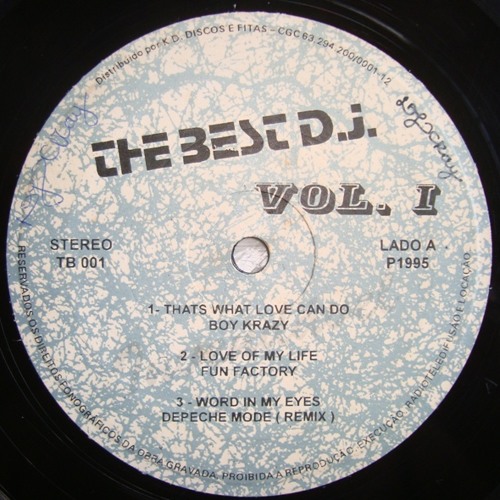 Distribuido por K.D. DISCOS E FITAS - CGC 63.294.200/0001-12
THE BEST D.J.
VOL. I
STEREO
TB 001
LADO A
P1995
1- THATS WHAT LOVE CAN DO
BOY KRAZY
2 - LOVE OF MY LIFE
FUN FACTORY
3 - WORD IN MY EYES
DEPECHE MODE ( REMIX )
RESERVADOS OS DIREITOS FONOGRÁFICOS DA OBRA GRAVADA, PROIBIDA A REPRODUÇÃO, EXECUÇÃO, RADIOTELEDIFUSÃO E LOCAÇÃO